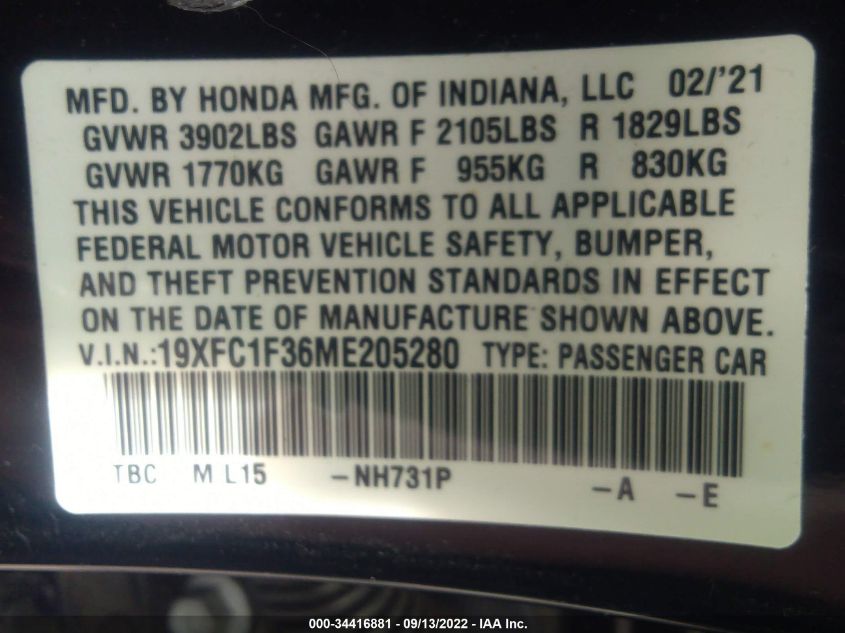 MFD. BY HONDA MFG. OF INDIANA, LLC 02/'21
GVWR 3902LBS GAWR F 2105LBS R 1829LBS
GVWR 1770KG GAWR F 955KG R 830KG
THIS VEHICLE CONFORMS TO ALL APPLICABLE
FEDERAL MOTOR VEHICLE SAFETY, BUMPER,
AND THEFT PREVENTION STANDARDS IN EFFECT
ON THE DATE OF MANUFACTURE SHOWN ABOVE.
V.I.N.:19XFC1F36ME205280 TYPE: PASSENGER CAR
TBC M L15 -NH731P -A -E
000-34416881 - 09/13/2022 - IAA Inc.